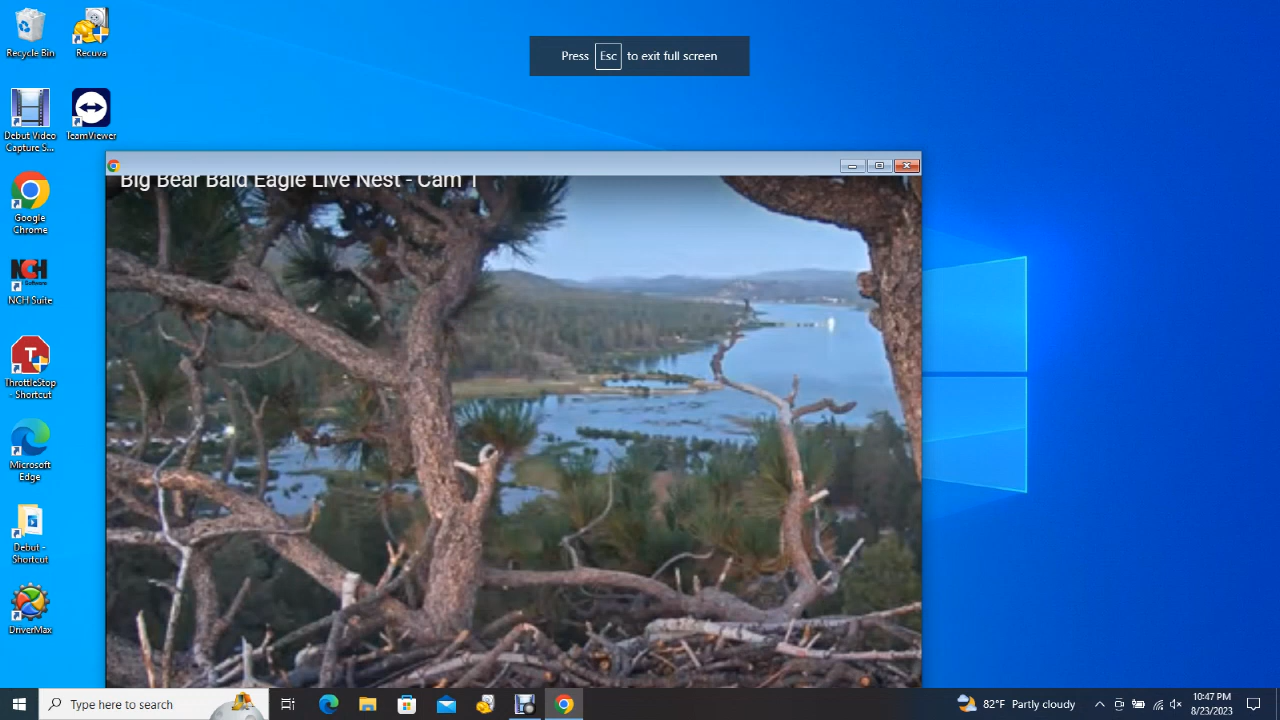 Press Esc to exit full screen
Recycle Bin
Recuva
Debut Video
Capture S...
TeamViewer
Big Bear Bald Eagle Live Nest - Cam 1
Google
Chrome
NCH
Software
NCH Suite
T
ThrottleStop
- Shortcut
Microsoft
Edge
Debut -
Shortcut
DriverMax
Type here to search
82°F Partly cloudy
10:47 PM
8/23/2023